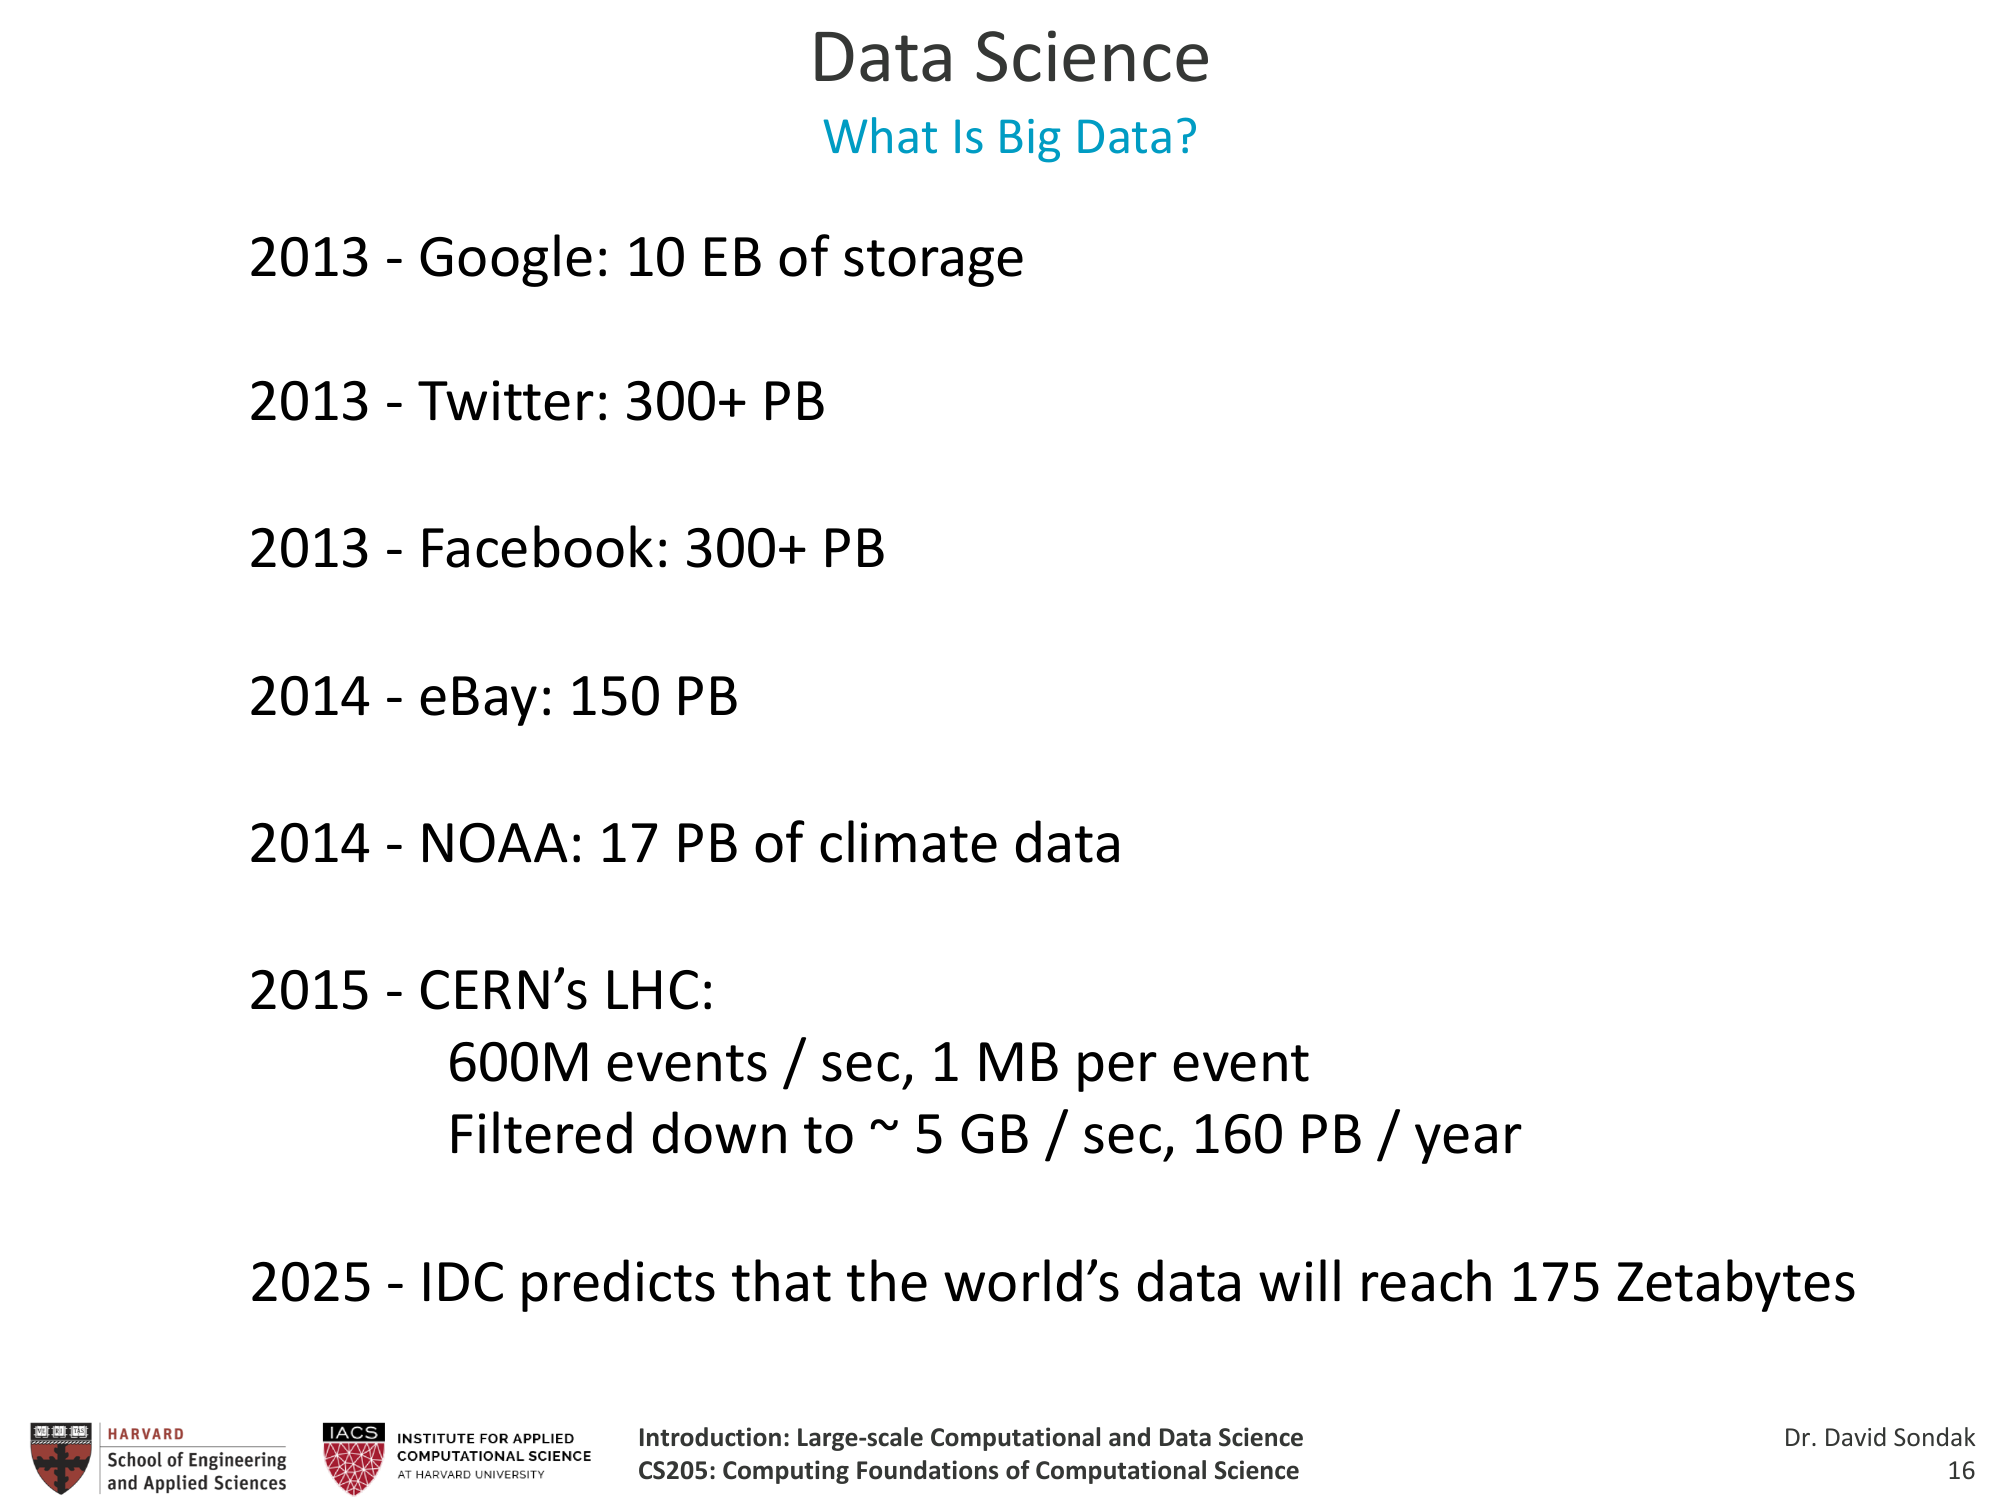 Data Science
What Is Big Data?
2013 - Google: 10 EB of storage
2013 - Twitter: 300+ PB
2013 - Facebook: 300+ PB
2014 - eBay: 150 PB
2014 - NOAA: 17 PB of climate data
2015 - CERN’s LHC:
600M events / sec, 1 MB per event
Filtered down to ~ 5 GB / sec, 160 PB / year
2025 - IDC predicts that the world’s data will reach 175 Zetabytes
HARVARD
School of Engineering
and Applied Sciences
IACS
INSTITUTE FOR APPLIED
COMPUTATIONAL SCIENCE
AT HARVARD UNIVERSITY
Introduction: Large-scale Computational and Data Science
CS205: Computing Foundations of Computational Science
Dr. David Sondak
16